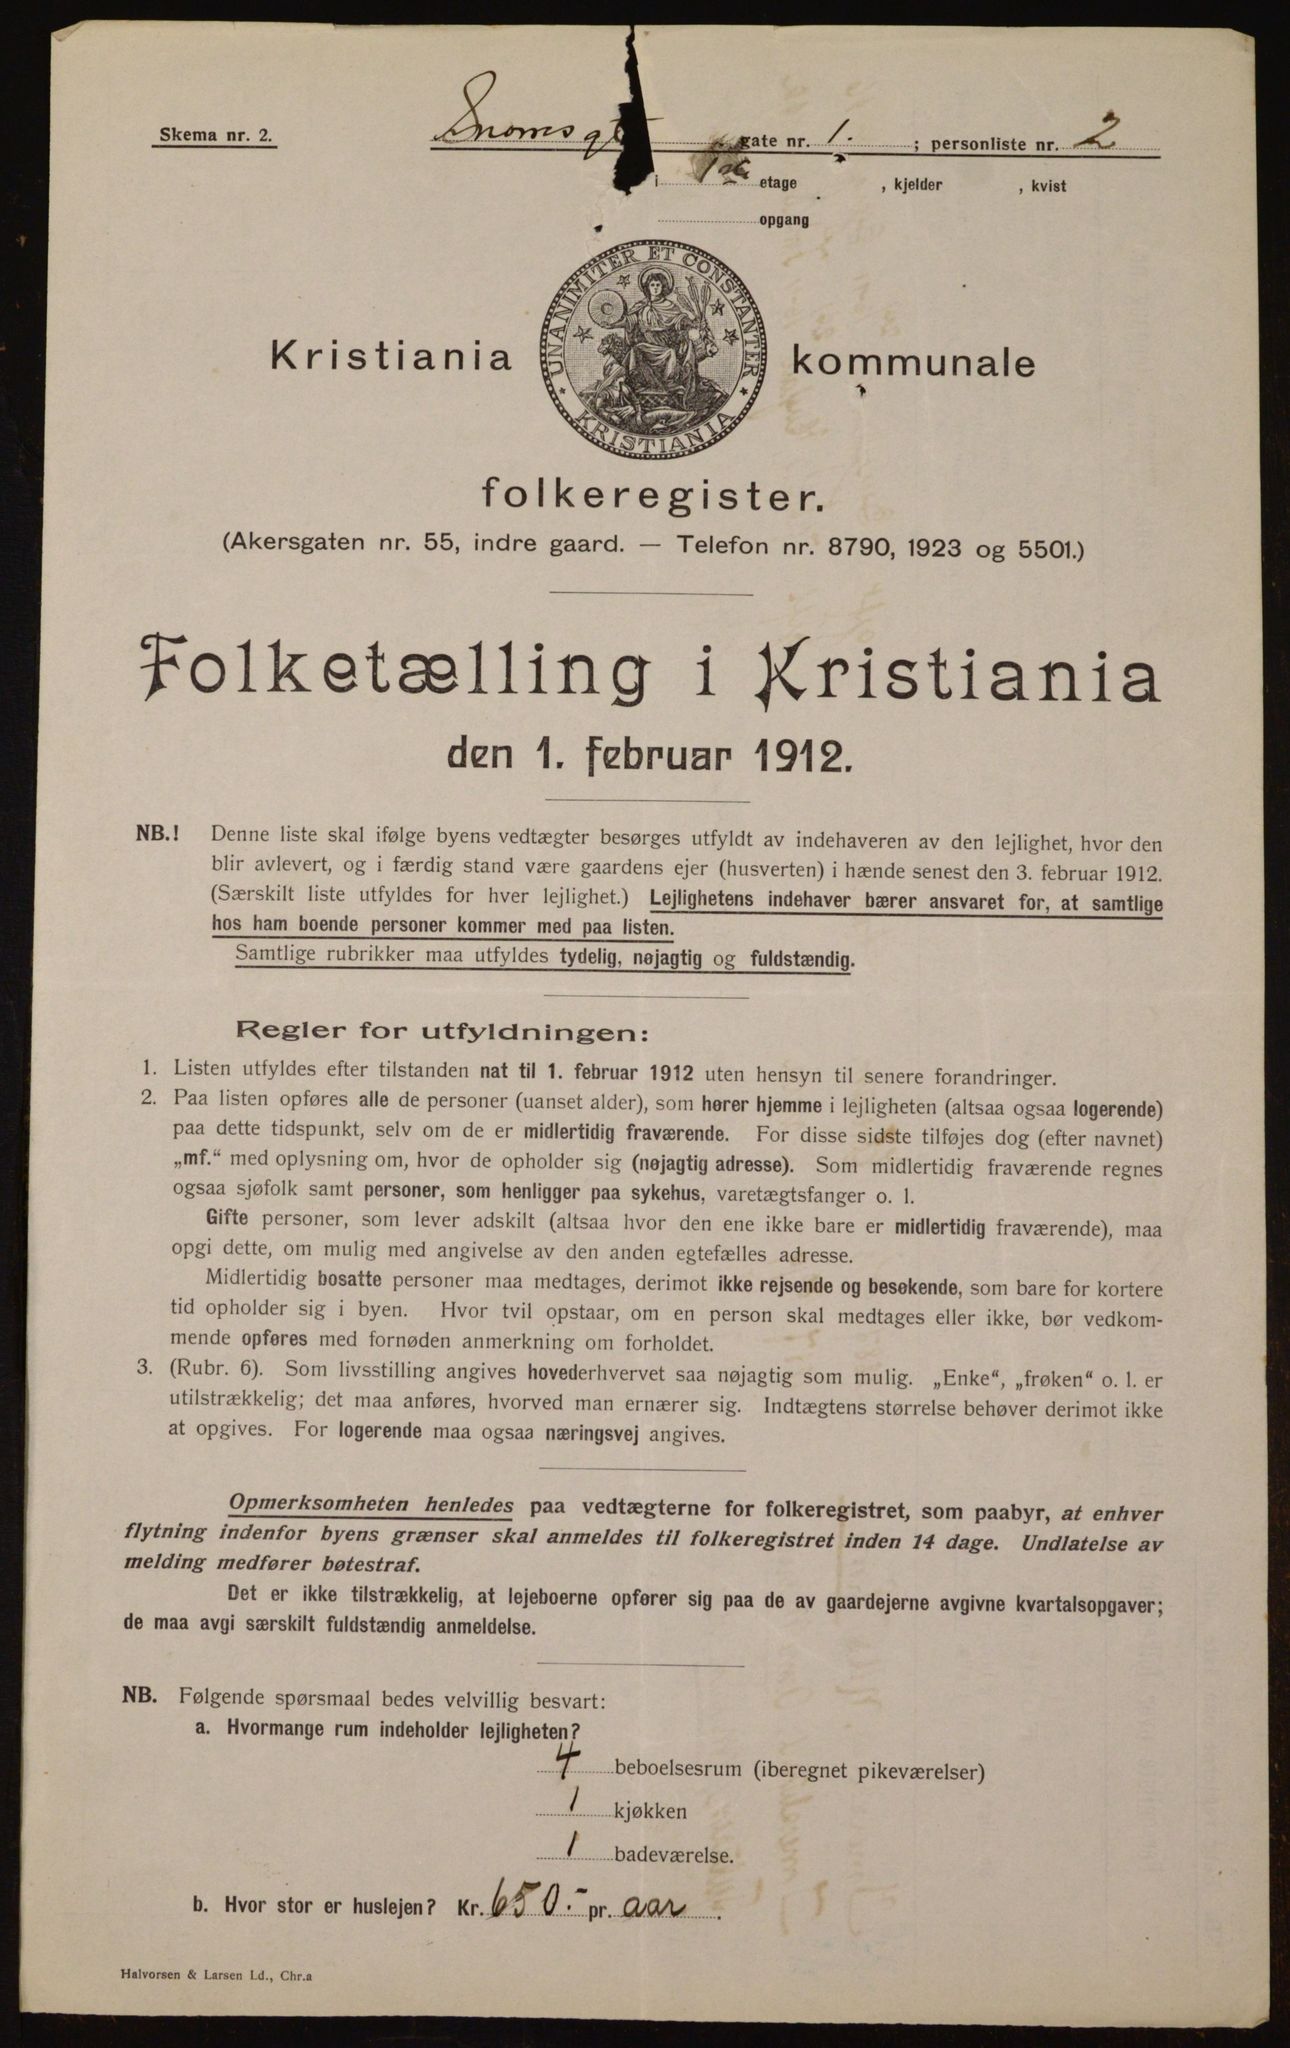 Skema nr. 2.
gate nr. 1. ; personliste nr. 2
i 1ste etage , kjelder , kvist
opgang
UNANIMITER ET CONSTANTER
KRISTIANIA
Kristiania kommunale
folkeregister.
(Akersgaten nr. 55, indre gaard. — Telefon nr. 8790, 1923 og 5501.)
Folketælling i Kristiania
den 1. februar 1912.
NB.! Denne liste skal ifølge byens vedtægter besørges utfyldt av indehaveren av den lejlighet, hvor den
blir avlevert, og i færdig stand være gaardens ejer (husverten) i hænde senest den 3. februar 1912.
(Særskilt liste utfyldes for hver lejlighet.) Lejlighetens indehaver bærer ansvaret for, at samtlige
hos ham boende personer kommer med paa listen.
Samtlige rubrikker maa utfyldes tydelig, nøjagtig og fuldstændig.
Regler for utfyldningen:
1. Listen utfyldes efter tilstanden nat til 1. februar 1912 uten hensyn til senere forandringer.
2. Paa listen opføres alle de personer (uanset alder), som hører hjemme i lejligheten (altsaa ogsaa logerende)
paa dette tidspunkt, selv om de er midlertidig fraværende. For disse sidste tilføjes dog (efter navnet)
„mf.“ med oplysning om, hvor de opholder sig (nøjagtig adresse). Som midlertidig fraværende regnes
ogsaa sjøfolk samt personer, som henligger paa sykehus, varetægtsfanger o. l.
Gifte personer, som lever adskilt (altsaa hvor den ene ikke bare er midlertidig fraværende), maa
opgi dette, om mulig med angivelse av den anden egtefælles adresse.
Midlertidig bosatte personer maa medtages, derimot ikke rejsende og besøkende, som bare for kortere
tid opholder sig i byen. Hvor tvil opstaar, om en person skal medtages eller ikke, bør vedkom-
mende opføres med fornøden anmerkning om forholdet.
3. (Rubr. 6). Som livsstilling angives hovederhvervet saa nøjagtig som mulig. „Enke“, „frøken“ o. l. er
utilstrækkelig; det maa anføres, hvorved man ernærer sig. Indtægtens størrelse behøver derimot ikke
at opgives. For logerende maa ogsaa næringsvej angives.
Opmerksomheten henledes paa vedtægterne for folkeregistret, som paabyr, at enhver
flytning indenfor byens grænser skal anmeldes til folkeregistret inden 14 dage. Undlatelse av
melding medfører bøtestraf.
Det er ikke tilstrækkelig, at lejeboerne opfører sig paa de av gaardejerne avgivne kvartalsopgaver;
de maa avgi særskilt fuldstændig anmeldelse.
NB. Følgende spørsmaal bedes velvillig besvart:
a. Hvormange rum indeholder lejligheten?
4 beboelsesrum (iberegnet pikeværelser)
1 kjøkken
1 badeværelse.
b. Hvor stor er huslejen? Kr. 650.- pr. aar.
Halvorsen & Larsen Ld., Chr.a